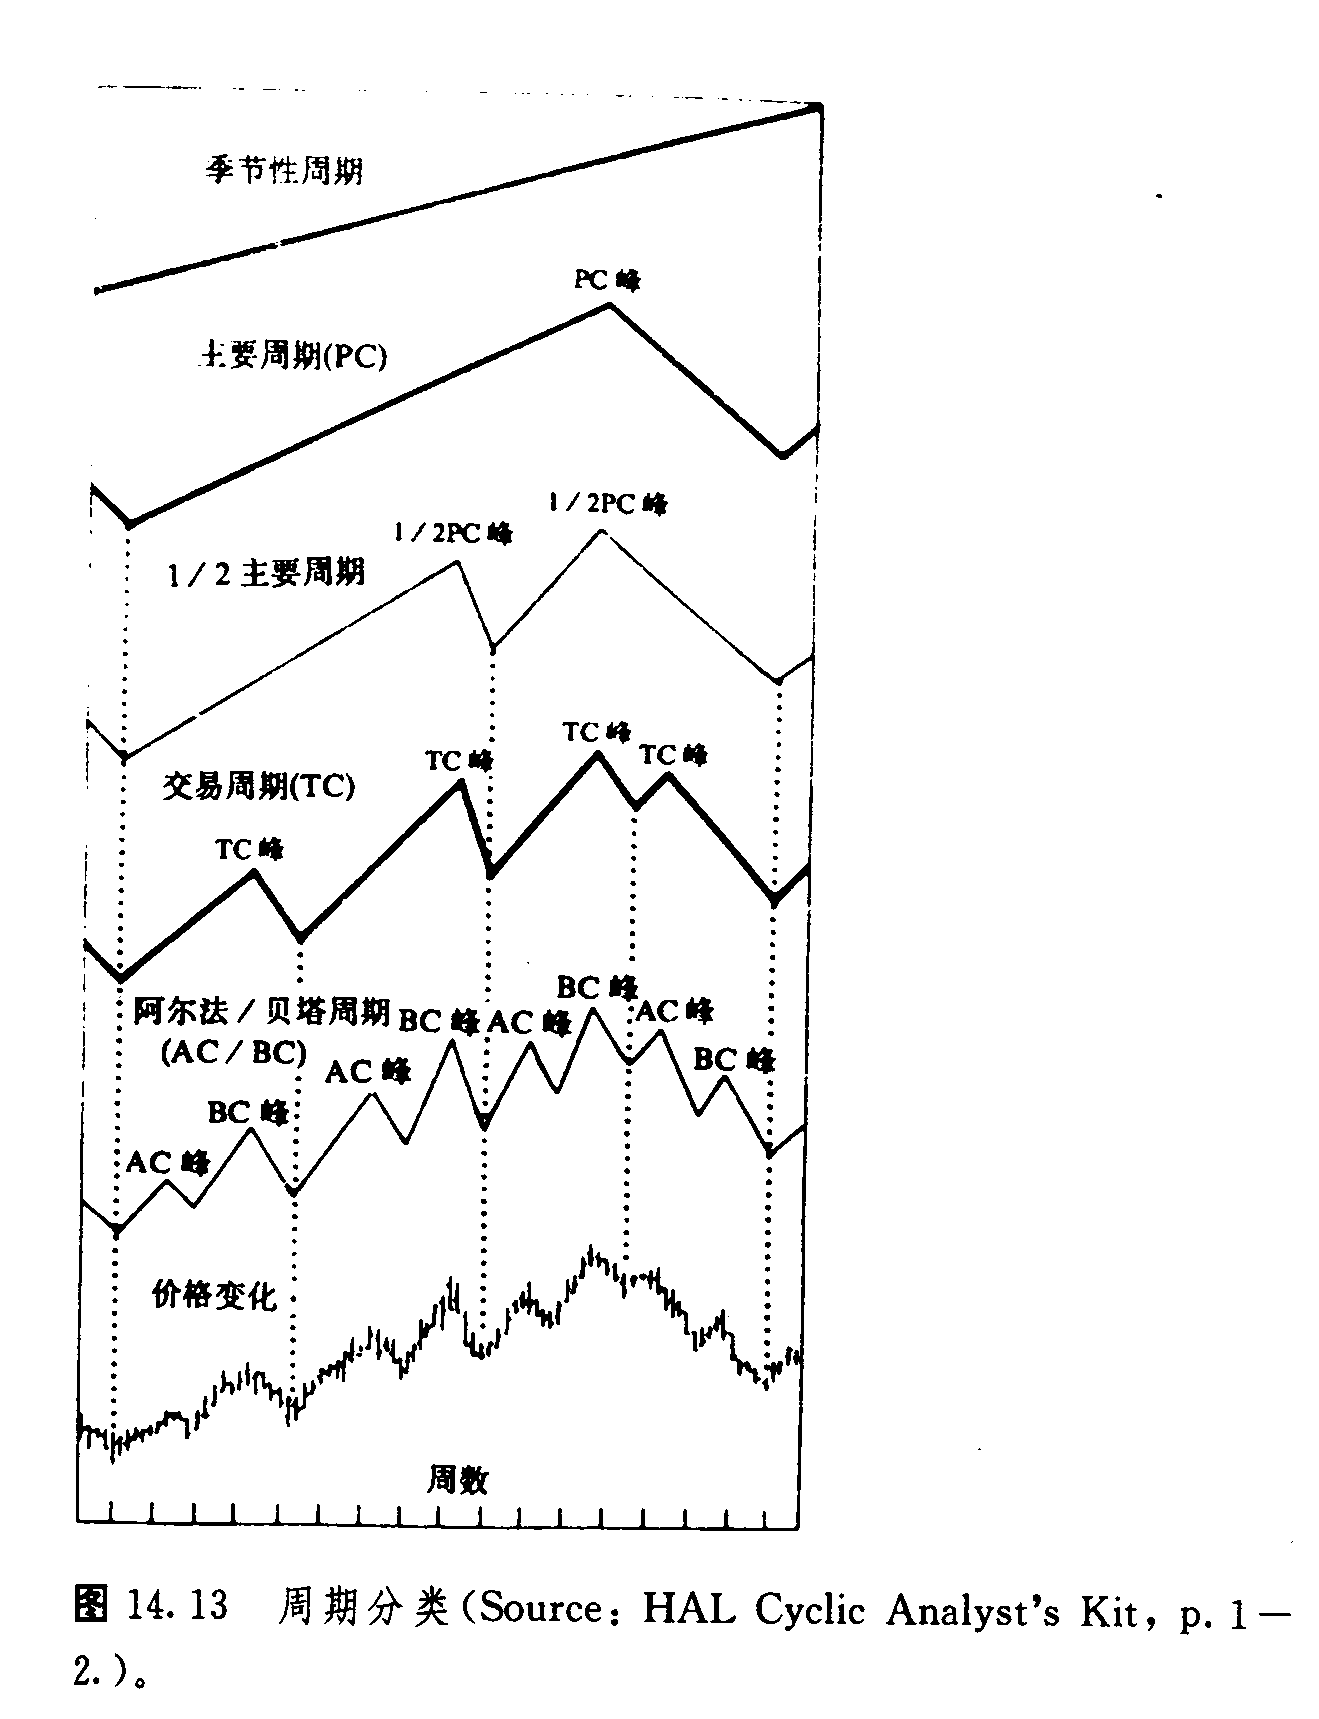 季节性周期
PC峰
主要周期(PC)
1/2PC峰
1/2PC峰
1/2主要周期
TC峰
TC峰
TC峰
交易周期(TC)
TC峰
BC峰
阿尔法/贝塔周期
BC峰
AC峰
AC峰
(AC/BC)
AC峰
BC峰
BC峰
AC峰
价格变化
周数
图 14.13 周期分类(Source: HAL Cyclic Analyst's Kit, p. 1—
2.)。